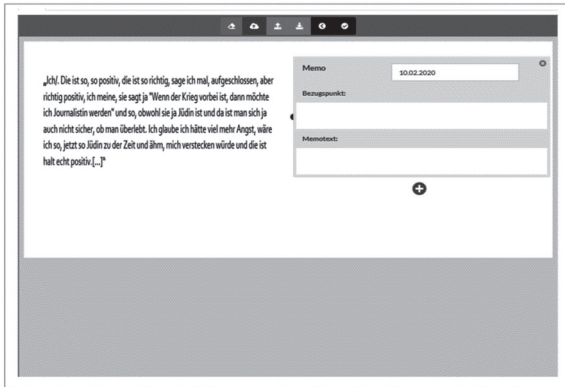 „Ich/. Die ist so, so positiv, die ist so richtig, sage ich mal, aufgeschlossen, aber
richtig positiv, ich meine, sie sagt ja "Wenn der Krieg vorbei ist, dann möchte
ich Journalistin werden" und so, obwohl sie ja Jüdin ist und da ist man sich ja
auch nicht sicher, ob man überlebt. Ich glaube ich hätte viel mehr Angst, wäre
ich so, jetzt so Jüdin zu der Zeit und ähm, mich verstecken würde und die ist
halt echt positiv.[...]“
Memo
10.02.2020
Bezugspunkt:
Memotext: